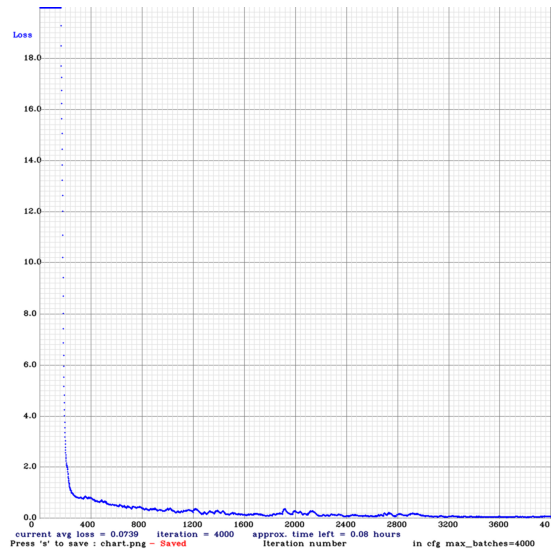 Loss
18.0
16.0
14.0
12.0
10.0
8.0
6.0
4.0
2.0
0.0
0 400 800 1200 1600 2000 2400 2800 3200 3600 4000
current avg loss = 0.0739 iteration = 4000 approx. time left = 0.08 hours
Press 's' to save : chart.png - Saved Iteration number in cfg max_batches=4000